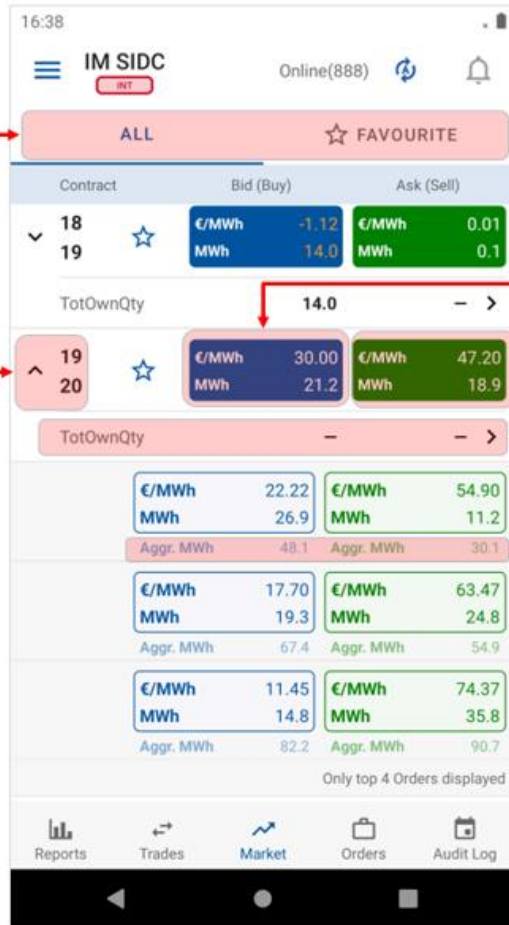 16:38
IM SIDC
INT
Online(888)
ALL FAVOURITE
Contract Bid (Buy) Ask (Sell)
18 €/MWh -1.12 €/MWh 0.01
19 MWh 14.0 MWh 0.1
TotOwnQty 14.0 –
19 €/MWh 30.00 €/MWh 47.20
20 MWh 21.2 MWh 18.9
TotOwnQty – –
€/MWh 22.22 €/MWh 54.90
MWh 26.9 MWh 11.2
Aggr. MWh 48.1 Aggr. MWh 30.1
€/MWh 17.70 €/MWh 63.47
MWh 19.3 MWh 24.8
Aggr. MWh 67.4 Aggr. MWh 54.9
€/MWh 11.45 €/MWh 74.37
MWh 14.8 MWh 35.8
Aggr. MWh 82.2 Aggr. MWh 90.7
Only top 4 Orders displayed
Reports Trades Market Orders Audit Log